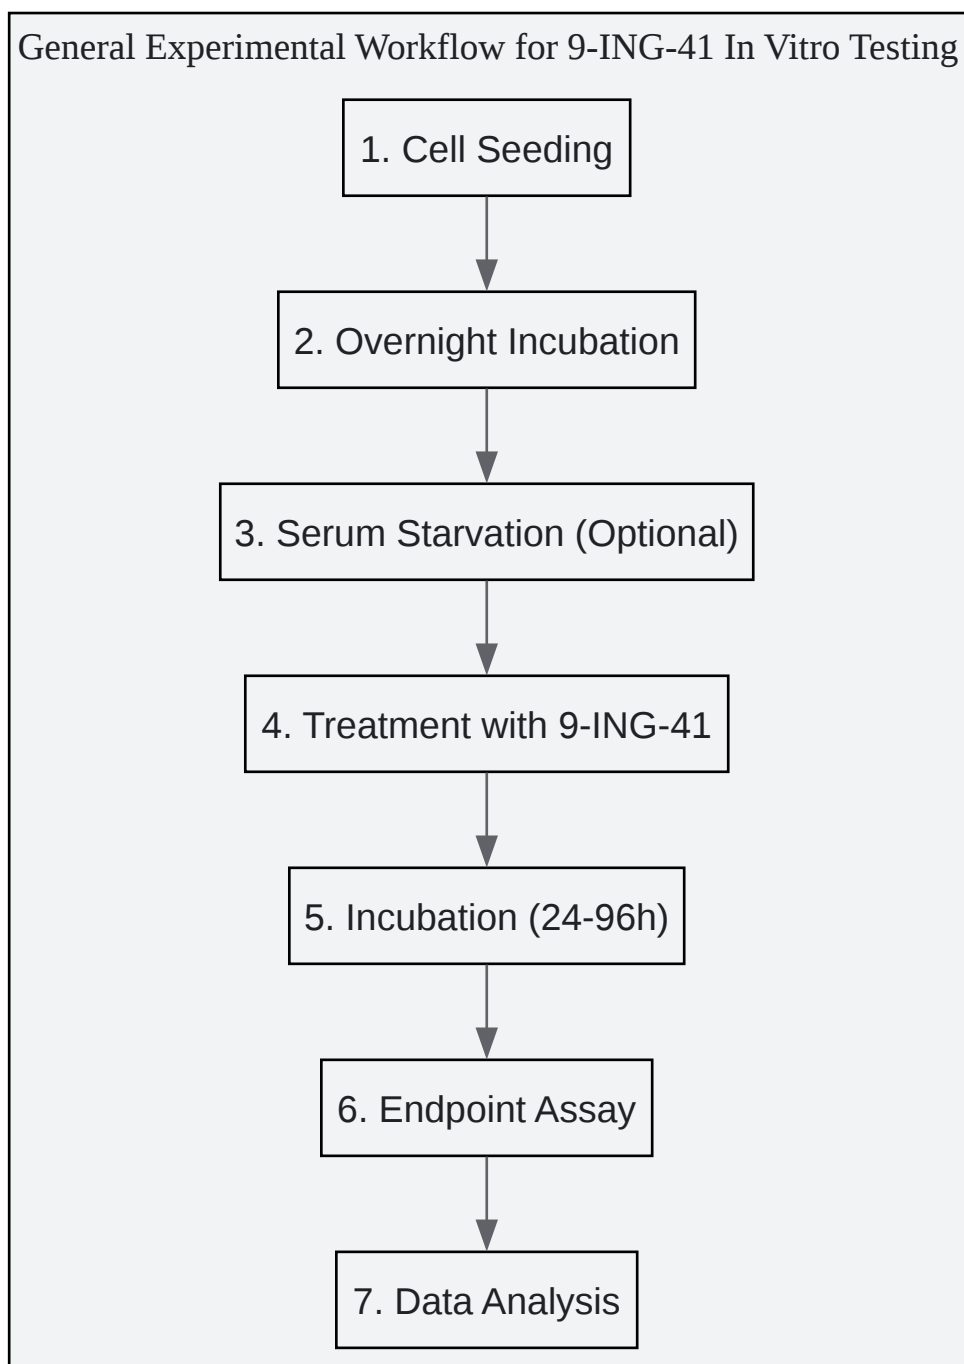 General Experimental Workflow for 9-ING-41 In Vitro Testing
1. Cell Seeding
2. Overnight Incubation
3. Serum Starvation (Optional)
4. Treatment with 9-ING-41
5. Incubation (24-96h)
6. Endpoint Assay
7. Data Analysis